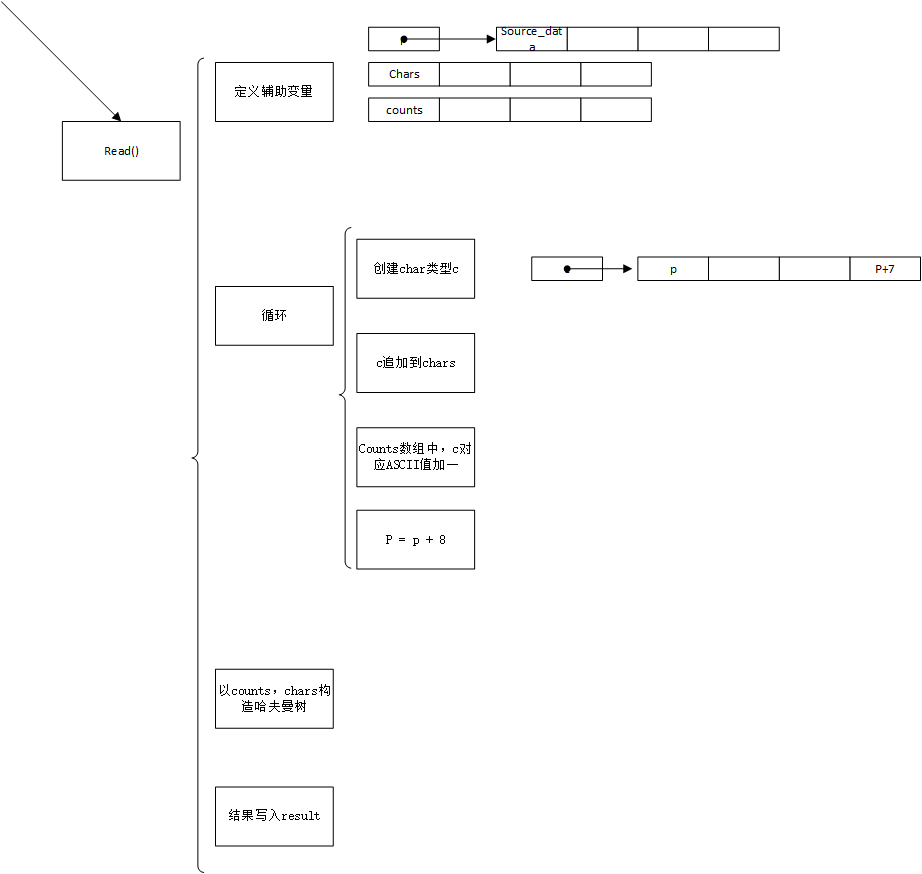 Source_dat
a
Chars
counts
定义辅助变量
Read()
创建char类型c
p
P+7
循环
c追加到chars
Counts数组中，c对
应ASCII值加一
P = p + 8
以counts，chars构
造哈夫曼树
结果写入result